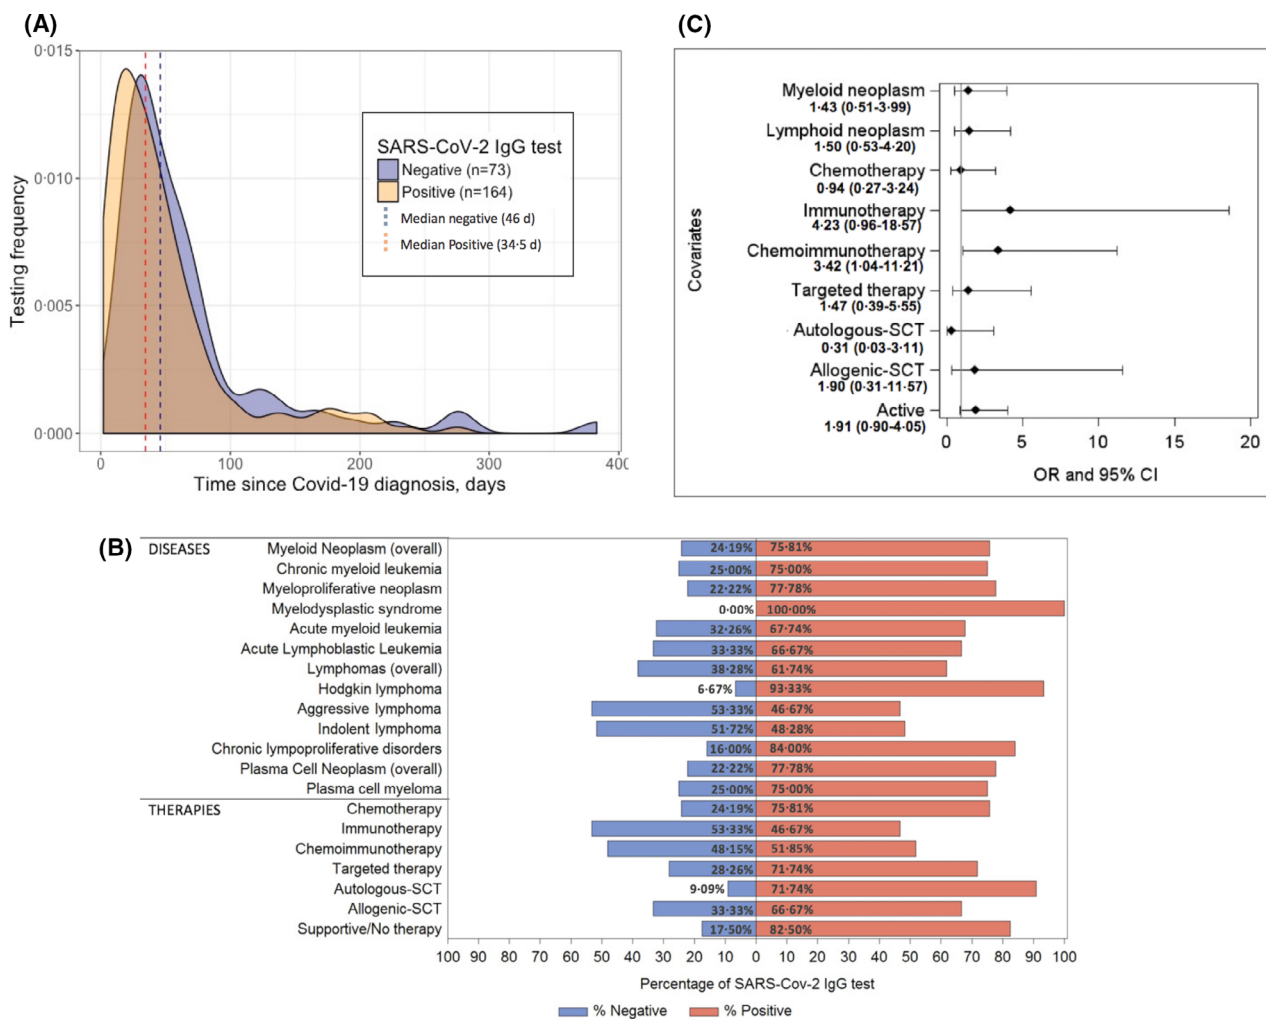 (A)
0·015
0·010
0·005
0·000
Testing frequency
0
100
200
300
400
Time since Covid-19 diagnosis, days
SARS-CoV-2 IgG test
Negative (n=73)
Positive (n=164)
Median negative (46 d)
Median Positive (34·5 d)
(C)
Covariates
Myeloid neoplasm
1·43 (0·51-3·99)
Lymphoid neoplasm
1·50 (0·53-4·20)
Chemotherapy
0·94 (0·27-3·24)
Immunotherapy
4·23 (0·96-18·57)
Chemoimmunotherapy
3·42 (1·04-11·21)
Targeted therapy
1·47 (0·39-5·55)
Autologous-SCT
0·31 (0·03-3·11)
Allogenic-SCT
1·90 (0·31-11·57)
Active
1·91 (0·90-4·05)
0 5 10 15 20
OR and 95% CI
(B)
DISEASES
Myeloid Neoplasm (overall) 24·19% 75·81%
Chronic myeloid leukemia 25·00% 75·00%
Myeloproliferative neoplasm 22·22% 77·78%
Myelodysplastic syndrome 0·00% 100·00%
Acute myeloid leukemia 32·26% 67·74%
Acute Lymphoblastic Leukemia 33·33% 66·67%
Lymphomas (overall) 38·28% 61·74%
Hodgkin lymphoma 6·67% 93·33%
Aggressive lymphoma 53·33% 46·67%
Indolent lymphoma 51·72% 48·28%
Chronic lympoproliferative disorders 16·00% 84·00%
Plasma Cell Neoplasm (overall) 22·22% 77·78%
Plasma cell myeloma 25·00% 75·00%
THERAPIES
Chemotherapy 24·19% 75·81%
Immunotherapy 53·33% 46·67%
Chemoimmunotherapy 48·15% 51·85%
Targeted therapy 28·26% 71·74%
Autologous-SCT 9·09% 71·74%
Allogenic-SCT 33·33% 66·67%
Supportive/No therapy 17·50% 82·50%
100 90 80 70 60 50 40 30 20 10 0 10 20 30 40 50 60 70 80 90 100
Percentage of SARS-Cov-2 IgG test
% Negative % Positive